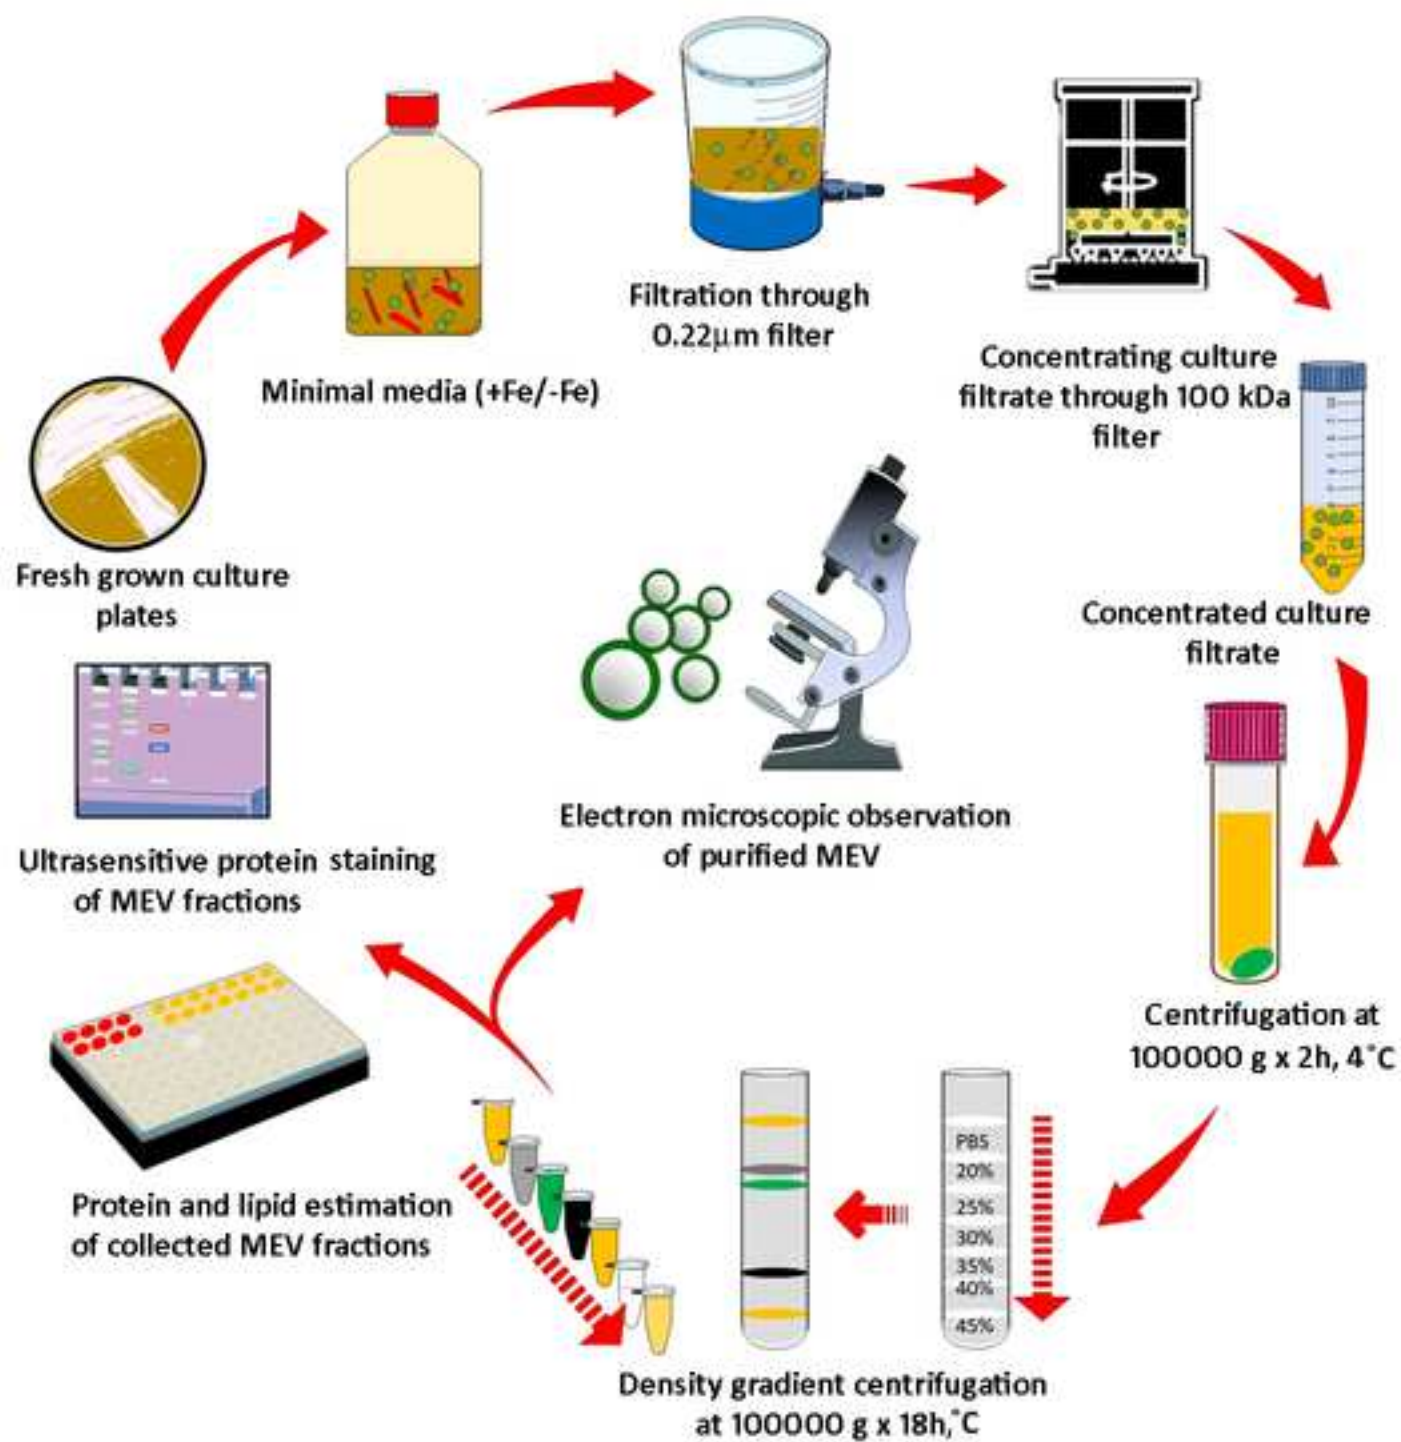 Minimal media (+Fe/-Fe)
Filtration through
0.22µm filter
Concentrating culture
filtrate through 100 kDa
filter
Concentrated culture
filtrate
Centrifugation at
100000 g x 2h, 4˚C
PBS
20%
25%
30%
35%
40%
45%
Density gradient centrifugation
at 100000 g x 18h,˚C
Protein and lipid estimation
of collected MEV fractions
Ultrasensitive protein staining
of MEV fractions
Electron microscopic observation
of purified MEV
Fresh grown culture
plates